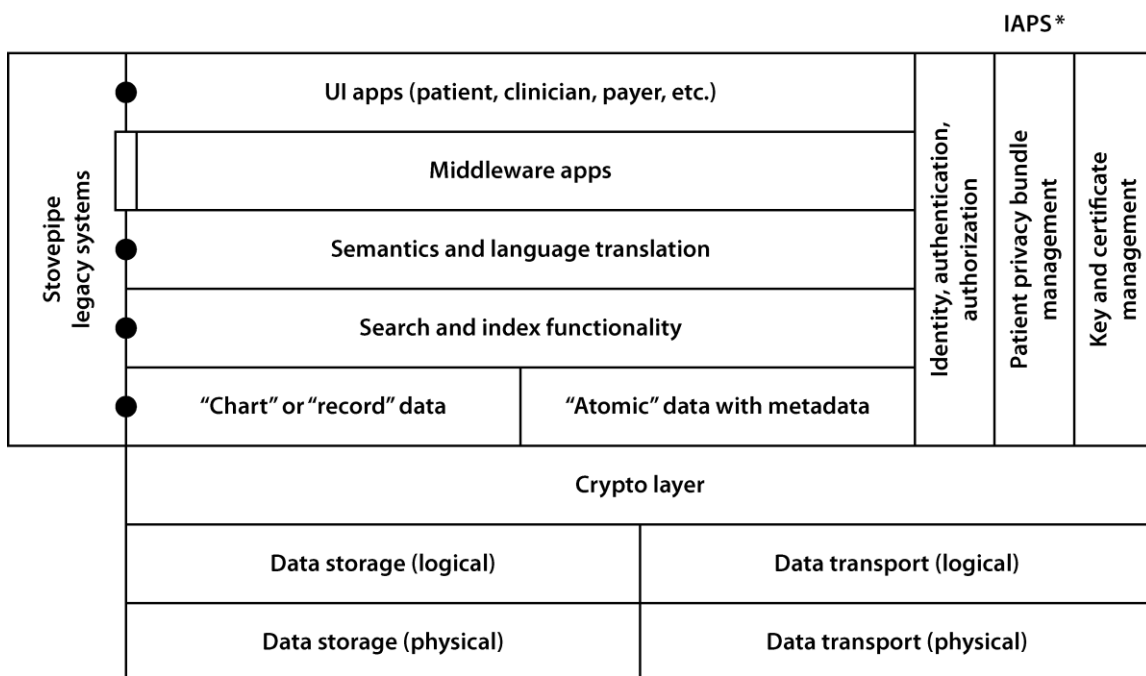 IAPS*
Stovepipe
legacy systems
UI apps (patient, clinician, payer, etc.)
Middleware apps
Semantics and language translation
Search and index functionality
“Chart” or “record” data
“Atomic” data with metadata
Identity, authentication,
authorization
Patient privacy bundle
management
Key and certificate
management
Crypto layer
Data storage (logical)
Data transport (logical)
Data storage (physical)
Data transport (physical)